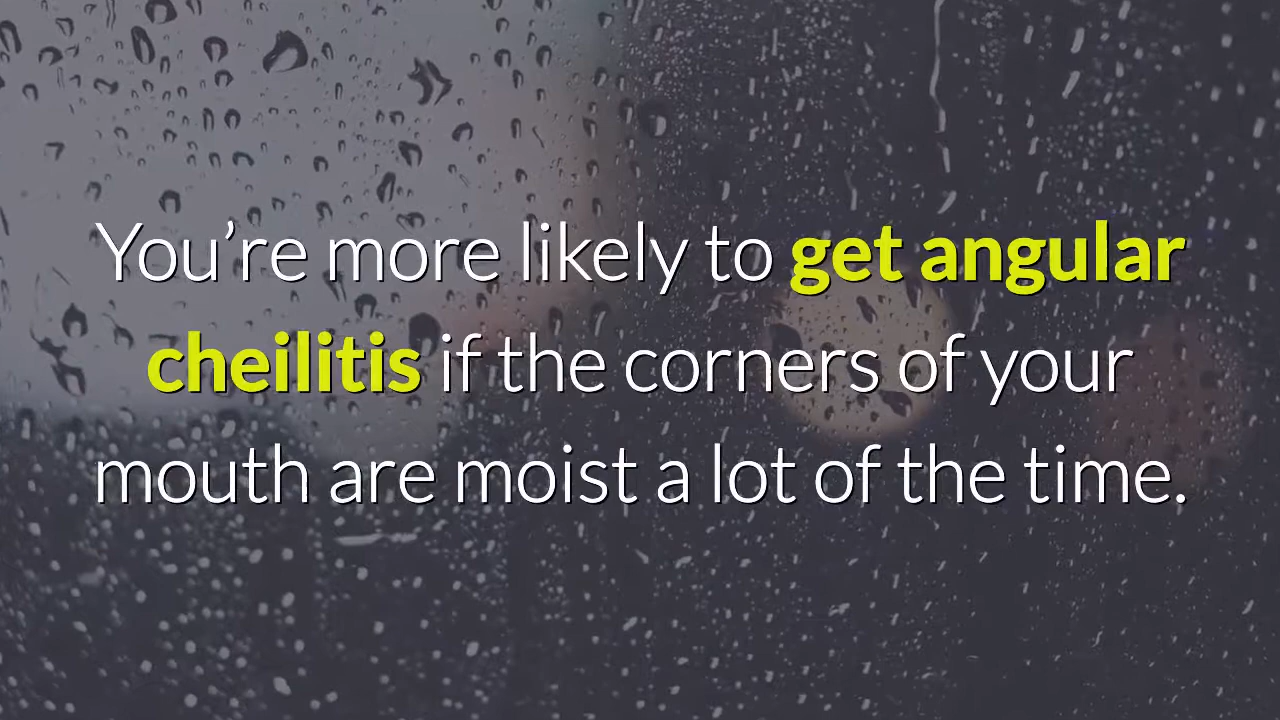 You’re more likely to get angular
cheilitis if the corners of your
mouth are moist a lot of the time.